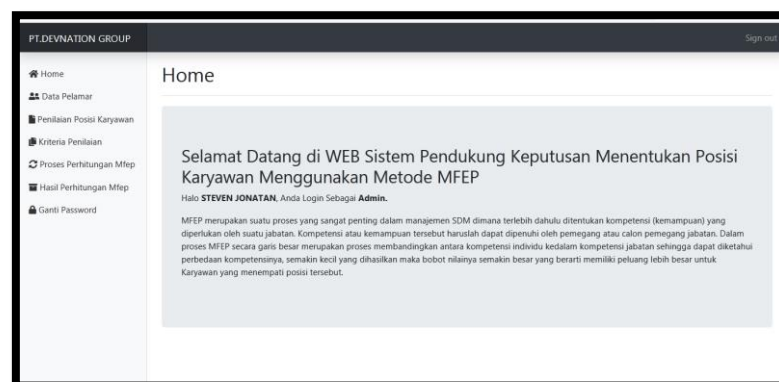 PT.DEVNATION GROUP
Sign out
Home
Data Pelamar
Penilaian Posisi Karyawan
Kriteria Penilaian
Proses Perhitungan Mfep
Hasil Perhitungan Mfep
Ganti Password
Home
Selamat Datang di WEB Sistem Pendukung Keputusan Menentukan Posisi
Karyawan Menggunakan Metode MFEP
Halo STEVEN JONATAN, Anda Login Sebagai Admin.
MFEP merupakan suatu proses yang sangat penting dalam manajemen SDM dimana terlebih dahulu ditentukan kompetensi (kemampuan) yang
diperlukan oleh suatu jabatan. Kompetensi atau kemampuan tersebut haruslah dapat dipenuhi oleh pemegang atau calon pemegang jabatan. Dalam
proses MFEP secara garis besar merupakan proses membandingkan antara kompetensi individu kedalam kompetensi jabatan sehingga dapat diketahui
perbedaan kompetensinya, semakin kecil yang dihasilkan maka bobot nilainya semakin besar yang berarti memiliki peluang lebih besar untuk
Karyawan yang menempati posisi tersebut.